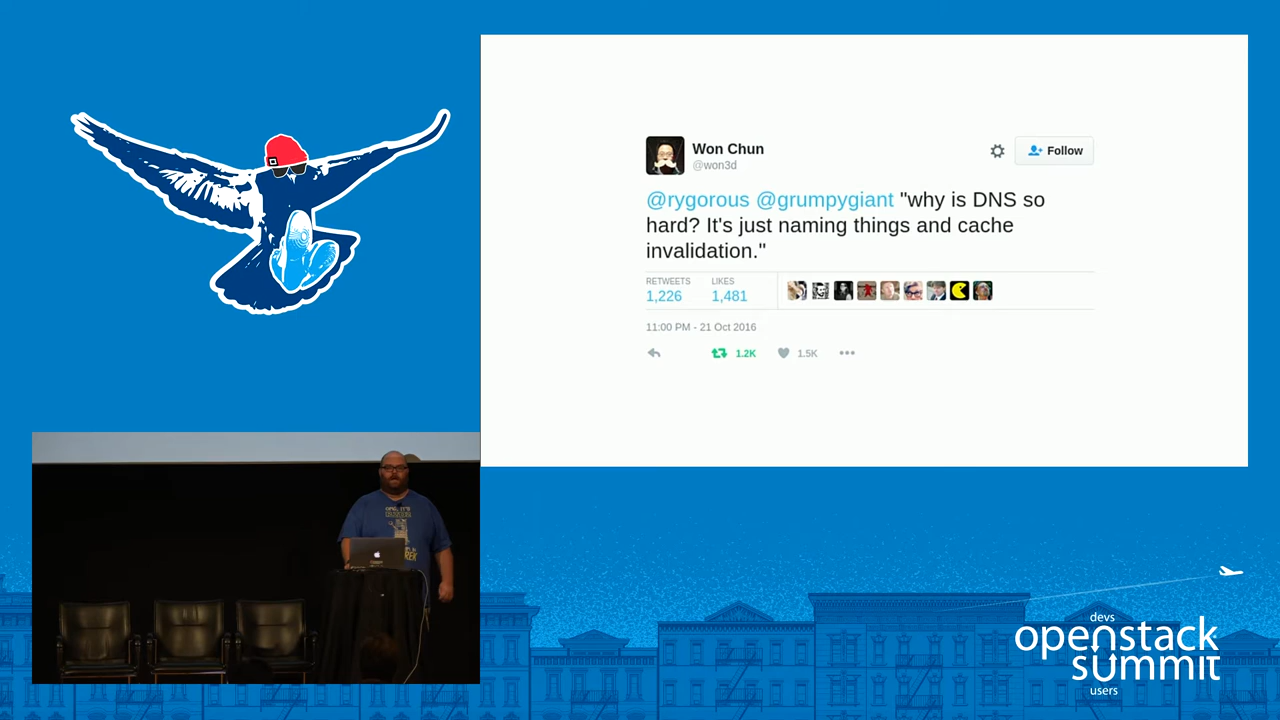 Won Chun
@won3d
Follow
@rygorous @grumpygiant "why is DNS so
hard? It's just naming things and cache
invalidation."
RETWEETS LIKES
1,226 1,481
11:00 PM - 21 Oct 2016
1.2K 1.5K
devs
openstack
summit
users